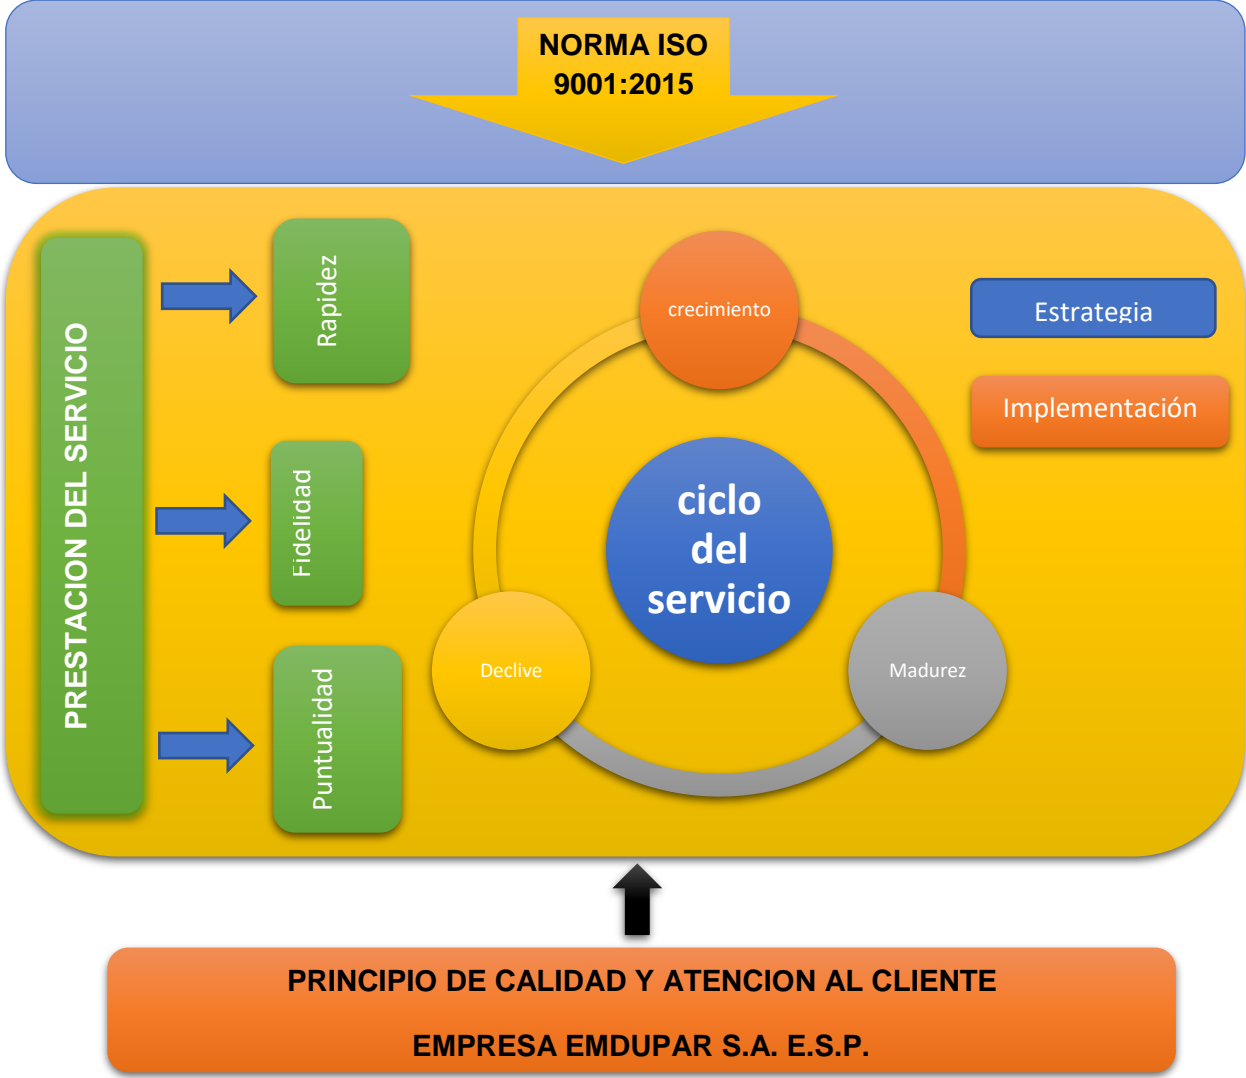 NORMA ISO
9001:2015
PRESTACION DEL SERVICIO
Rapidez
Fidelidad
Puntualidad
crecimiento
ciclo
del
servicio
Declive
Madurez
Estrategia
Implementación
PRINCIPIO DE CALIDAD Y ATENCION AL CLIENTE
EMPRESA EMDUPAR S.A. E.S.P.